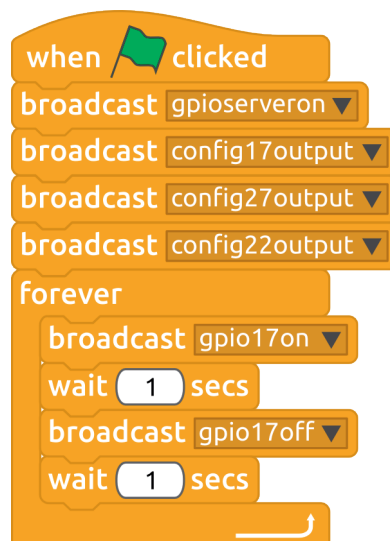 when clicked
broadcast gpioserveron
broadcast config17output
broadcast config27output
broadcast config22output
forever
broadcast gpio17on
wait 1 secs
broadcast gpio17off
wait 1 secs